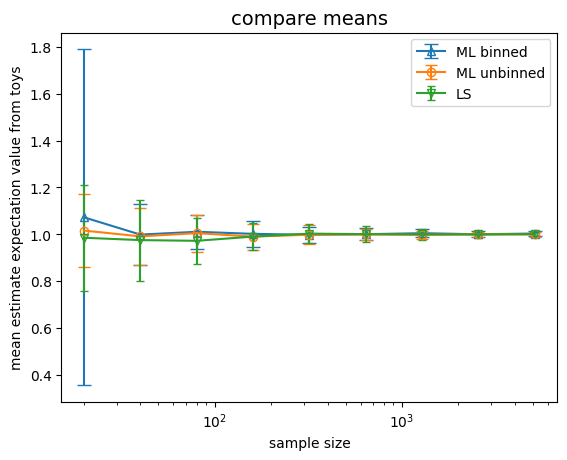 compare means
mean estimate expectation value from toys
1.8
1.6
1.4
1.2
1.0
0.8
0.6
0.4
ML binned
ML unbinned
LS
10²
10³
sample size